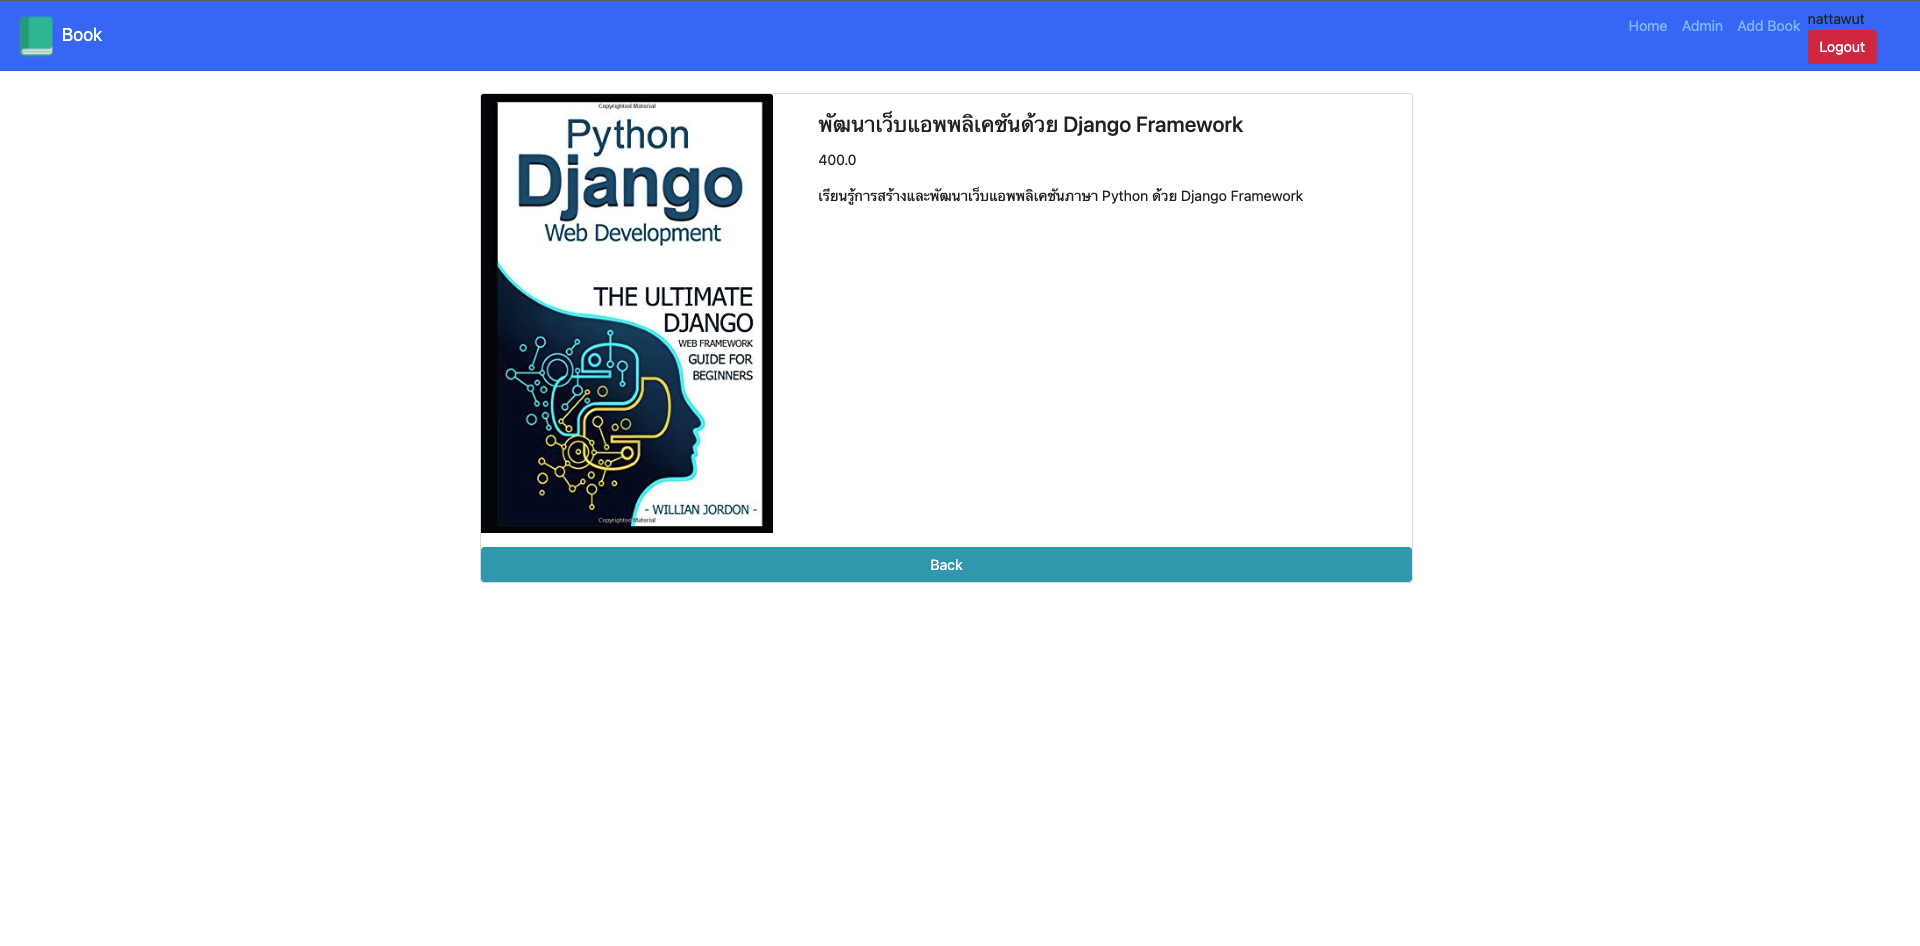 Book
Home Admin Add Book nattawut
Logout
Copyrighted Material
Python
Django
Web Development
THE ULTIMATE
DJANGO
WEB FRAMEWORK
GUIDE FOR
BEGINNERS
- WILLIAN JORDON -
Copyrighted Material
พัฒนาเว็บแอพพลิเคชันด้วย Django Framework
400.0
เรียนรู้การสร้างและพัฒนาเว็บแอพพลิเคชันภาษา Python ด้วย Django Framework
Back